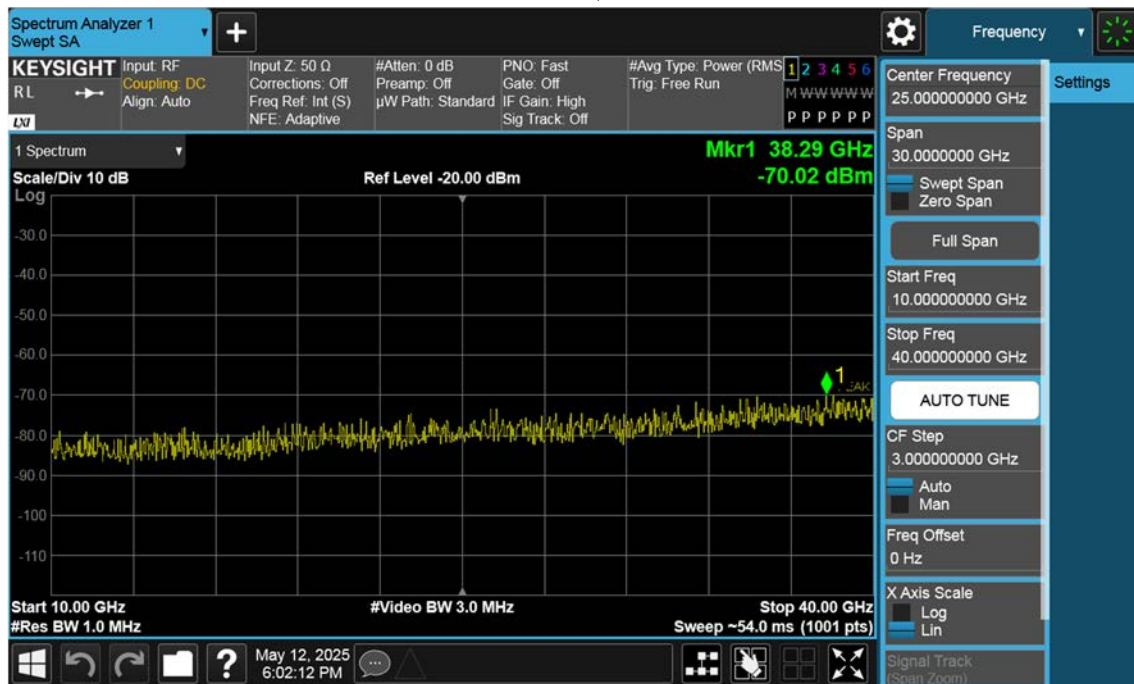 Spectrum Analyzer 1
Swept SA
Frequency
KEYSIGHT
RL
LXI
Input: RF
Coupling: DC
Align: Auto
Input Z: 50 Ω
Corrections: Off
Freq Ref: Int (S)
NFE: Adaptive
#Atten: 0 dB
Preamp: Off
µW Path: Standard
PNO: Fast
Gate: Off
IF Gain: High
Sig Track: Off
#Avg Type: Power (RMS
Trig: Free Run
1 2 3 4 5 6
M W W W W W
P P P P P P
1 Spectrum
Scale/Div 10 dB
Ref Level -20.00 dBm
Mkr1 38.29 GHz
-70.02 dBm
Log
-30.0
-40.0
-50.0
-60.0
-70.0
-80.0
-90.0
-100
-110
1
Start 10.00 GHz
#Video BW 3.0 MHz
Stop 40.00 GHz
#Res BW 1.0 MHz
Sweep ~54.0 ms (1001 pts)
?
May 12, 2025
6:02:12 PM
Center Frequency
25.000000000 GHz
Span
30.0000000 GHz
Swept Span
Zero Span
Full Span
Start Freq
10.000000000 GHz
Stop Freq
40.000000000 GHz
AUTO TUNE
CF Step
3.000000000 GHz
Auto
Man
Freq Offset
0 Hz
X Axis Scale
Log
Lin
Signal Track
(Span Zoom)
Settings